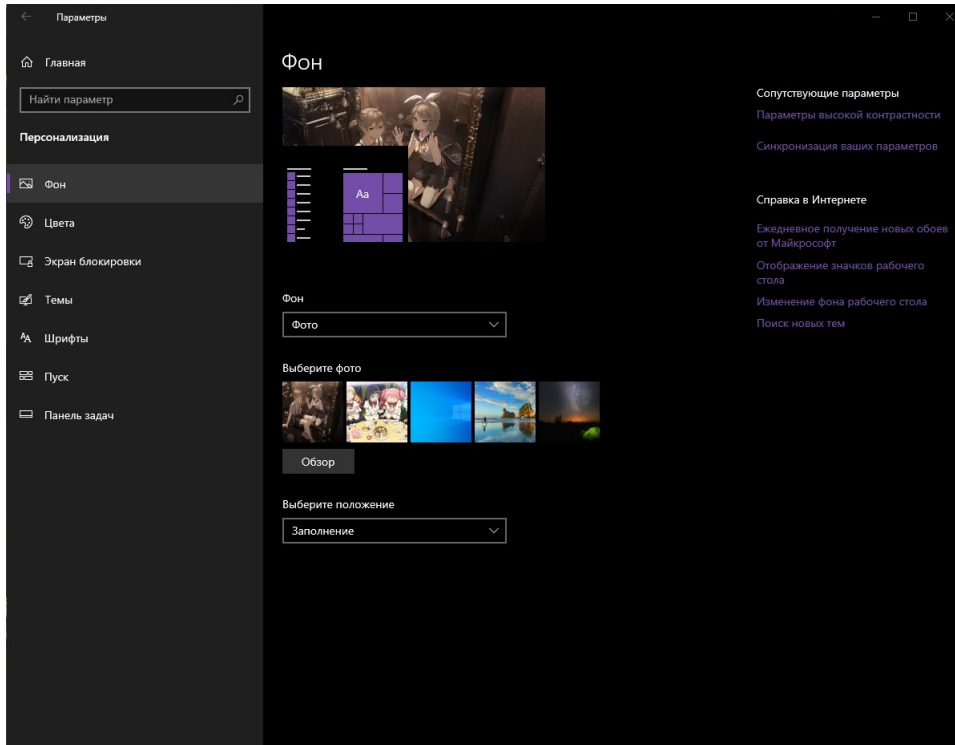 Параметры
Главная
Найти параметр
Персонализация
Фон
Цвета
Экран блокировки
Темы
Шрифты
Пуск
Панель задач
Фон
Aa
Фон
Фото
Выберите фото
Обзор
Выберите положение
Заполнение
Сопутствующие параметры
Параметры высокой контрастности
Синхронизация ваших параметров
Справка в Интернете
Ежедневное получение новых обоев
от Майкрософт
Отображение значков рабочего
стола
Изменение фона рабочего стола
Поиск новых тем